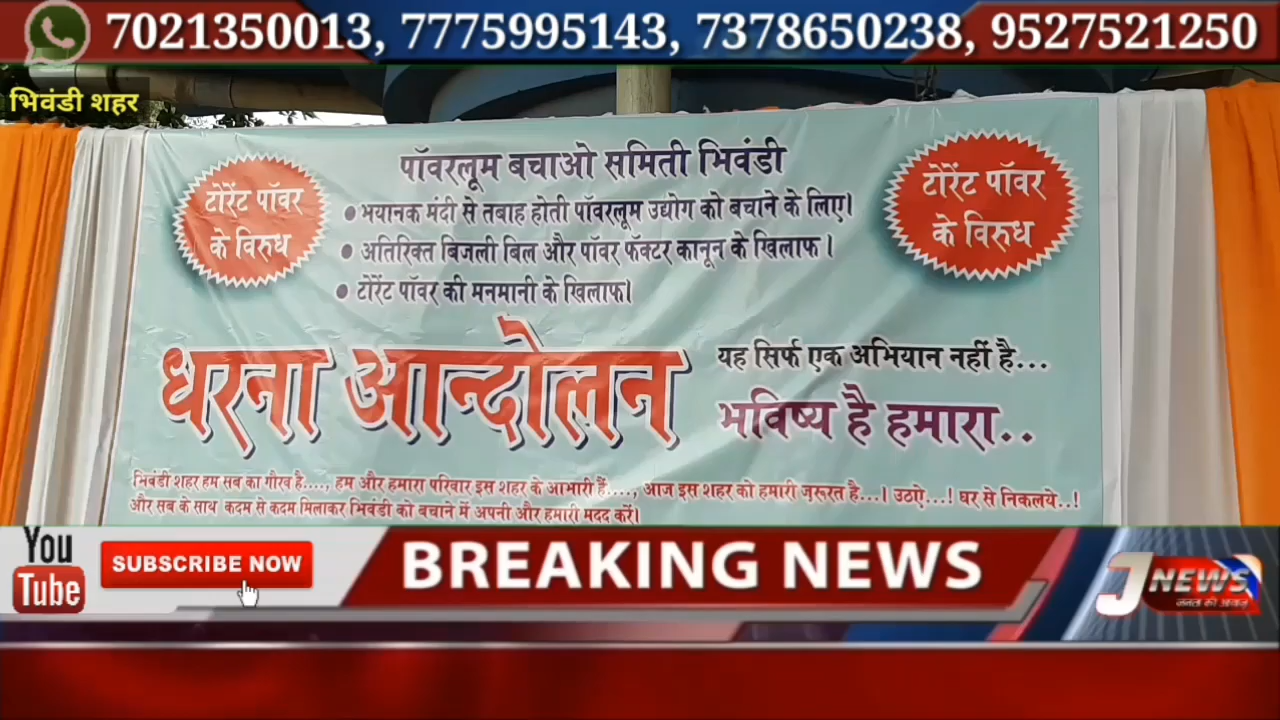 7021350013, 7775995143, 7378650238, 9527521250
भिवंडी शहर
पॉवरलूम बचाओ समिती भिवंडी
टोरेंट पॉवर
के विरुध
• भयानक मंदी से तबाह होती पॉवरलूम उद्योग को बचाने के लिए।
• अतिरिक्त बिजली बिल और पॉवर फॅक्टर कानून के खिलाफ।
• टोरेंट पॉवर की मनमानी के खिलाफ।
टोरेंट पॉवर
के विरुध
धरना आन्दोलन
यह सिर्फ एक अभियान नहीं है...
भविष्य है हमारा..
भिवंडी शहर हम सब का गौरव है...., हम और हमारा परिवार इस शहर के आभारी हैं...., आज इस शहर को हमारी ज़रूरत है...। उठाऐ...! घर से निकलये..!
और सब के साथ कदम से कदम मिलाकर भिवंडी को बचाने में अपनी और हमारी मदद करें।
You
Tube
SUBSCRIBE NOW
BREAKING NEWS
J NEWS
जनता की आवाज़